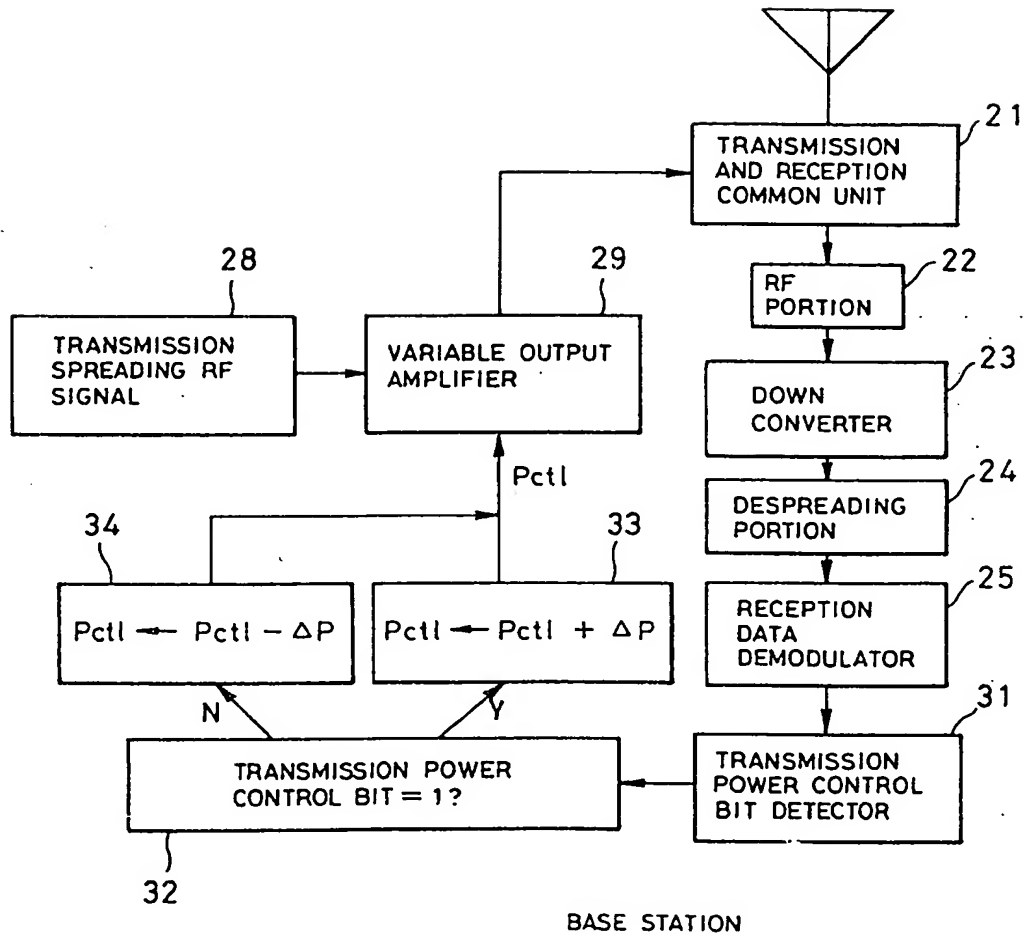 21
TRANSMISSION
AND RECEPTION
COMMON UNIT
22
RF
PORTION
28
TRANSMISSION
SPREADING RF
SIGNAL
29
VARIABLE OUTPUT
AMPLIFIER
23
DOWN
CONVERTER
Pctl
24
DESPREADING
PORTION
34
Pctl ← Pctl − ΔP
33
Pctl ← Pctl + ΔP
25
RECEPTION
DATA
DEMODULATOR
N
Y
31
TRANSMISSION
POWER CONTROL
BIT DETECTOR
TRANSMISSION POWER
CONTROL BIT = 1?
32
BASE STATION